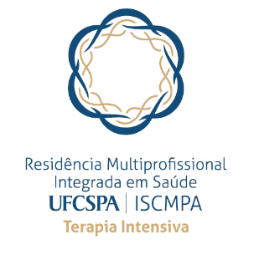 Residência Multiprofissional
Integrada em Saúde
UFCSPA | ISCMPA
Terapia Intensiva